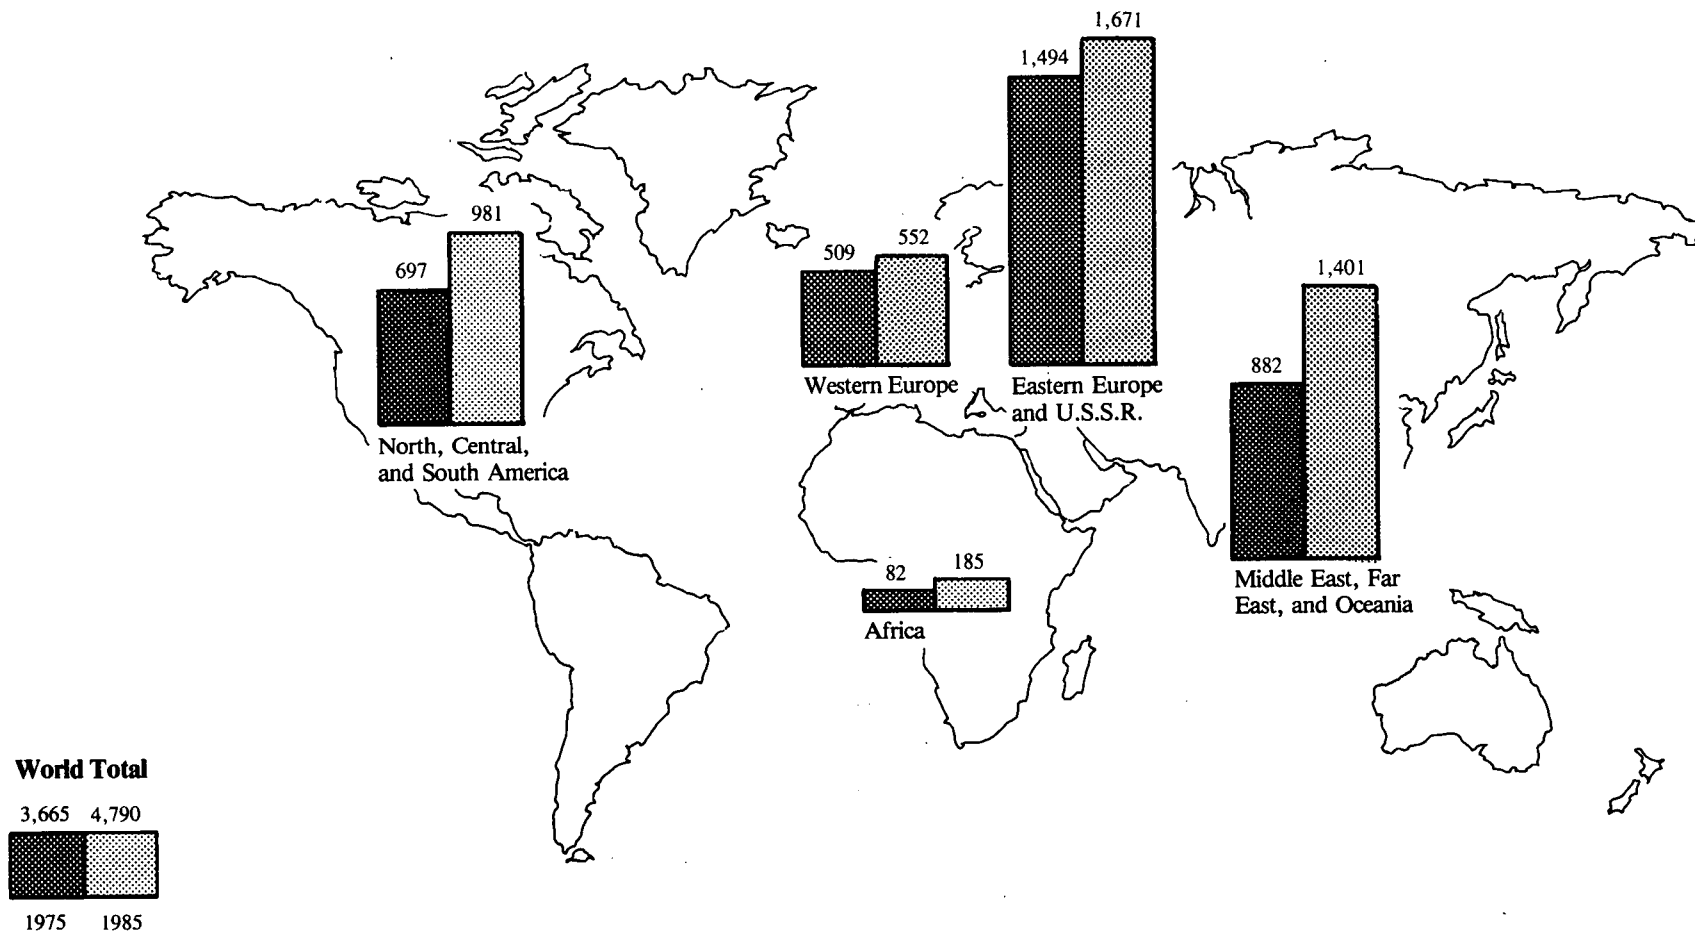 1,671
1,494
981
697
509
552
1,401
882
Western Europe
Eastern Europe
and U.S.S.R.
North, Central,
and South America
82
185
Africa
Middle East, Far
East, and Oceania
World Total
3,665 4,790
1975 1985